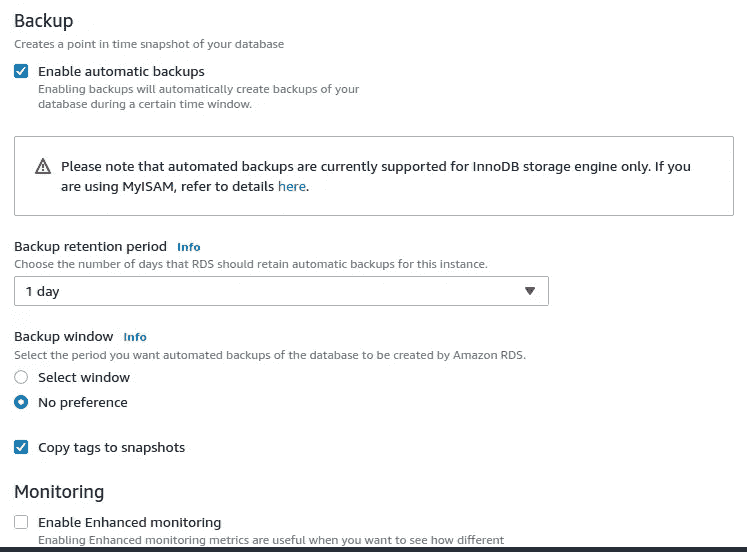 Backup
Creates a point in time snapshot of your database
Enable automatic backups
Enabling backups will automatically create backups of your
database during a certain time window.
Please note that automated backups are currently supported for InnoDB storage engine only. If you
are using MyISAM, refer to details here.
Backup retention period Info
Choose the number of days that RDS should retain automatic backups for this instance.
1 day
Backup window Info
Select the period you want automated backups of the database to be created by Amazon RDS.
Select window
No preference
Copy tags to snapshots
Monitoring
Enable Enhanced monitoring
Enabling Enhanced monitoring metrics are useful when you want to see how different